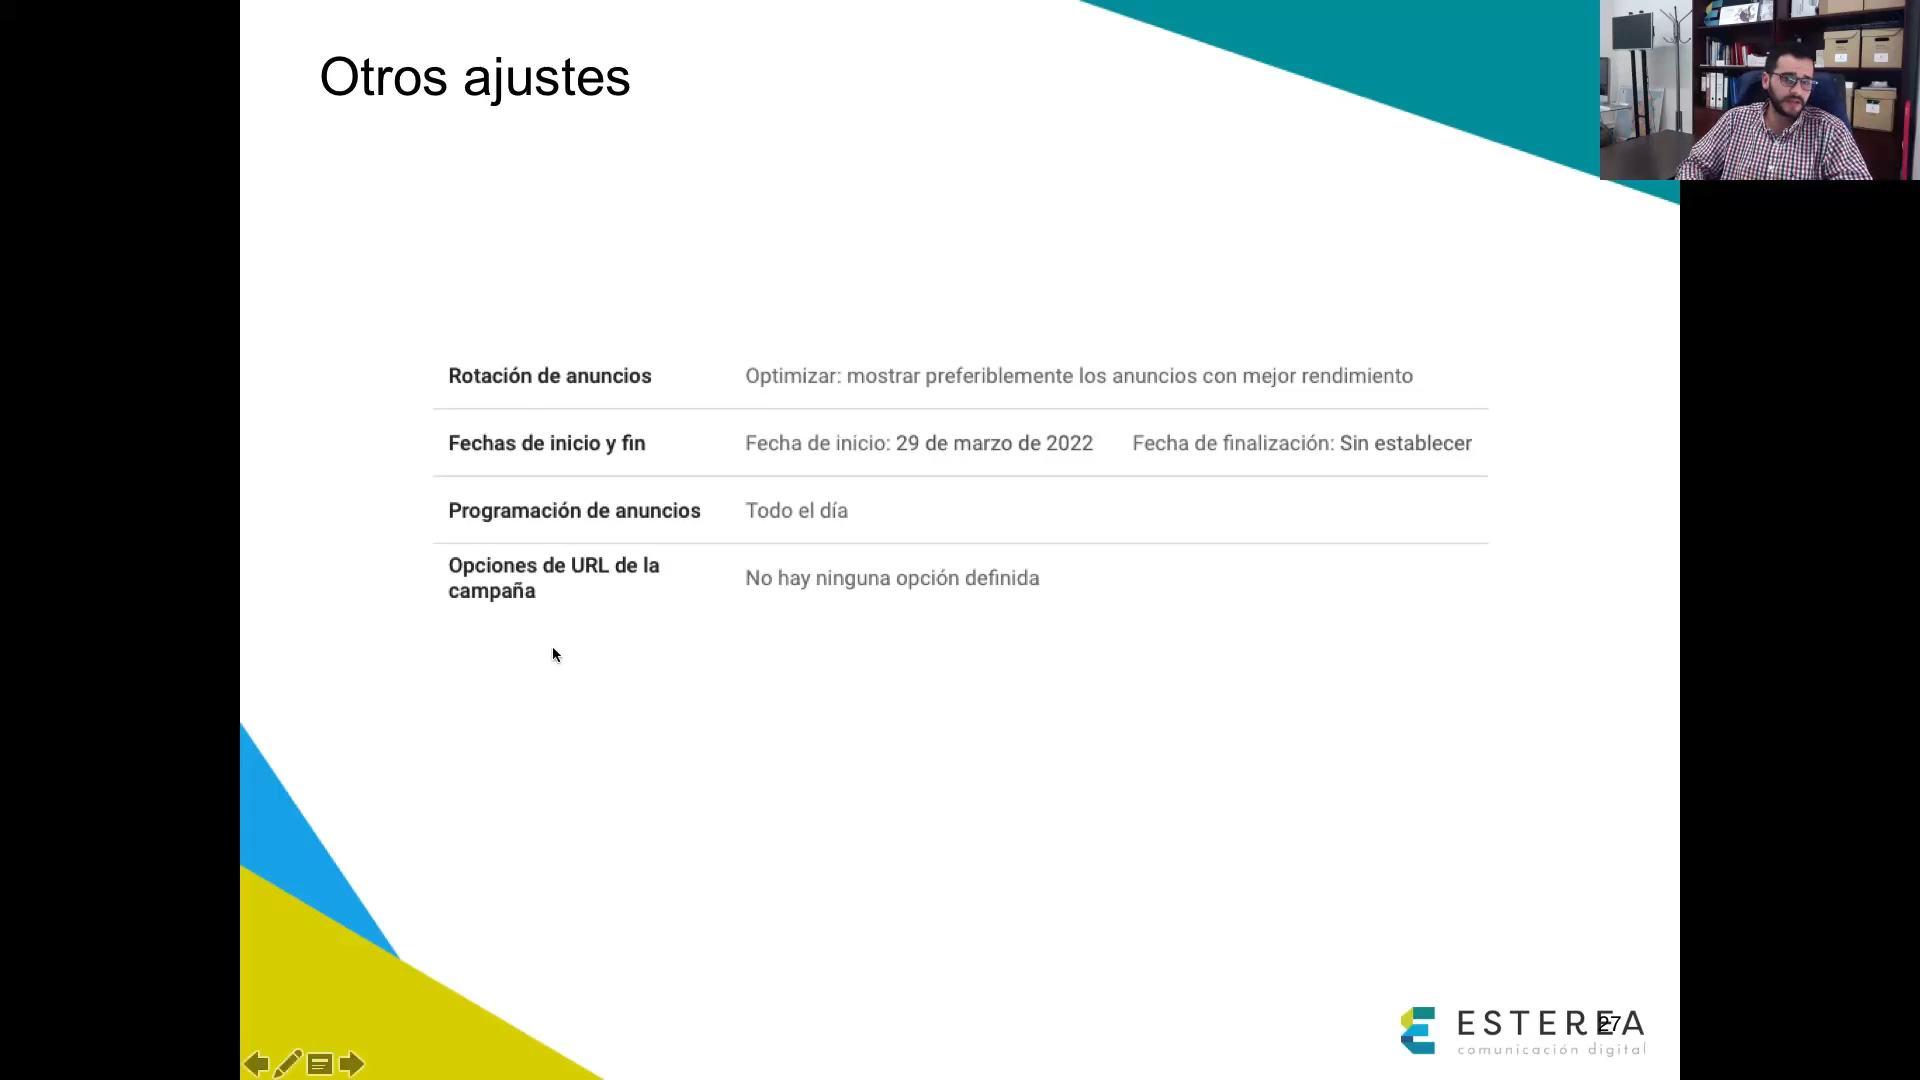 Otros ajustes
Rotación de anuncios Optimizar: mostrar preferiblemente los anuncios con mejor rendimiento
Fechas de inicio y fin Fecha de inicio: 29 de marzo de 2022 Fecha de finalización: Sin establecer
Programación de anuncios Todo el día
Opciones de URL de la
campaña
No hay ninguna opción definida
ESTEREA
27
comunicación digital